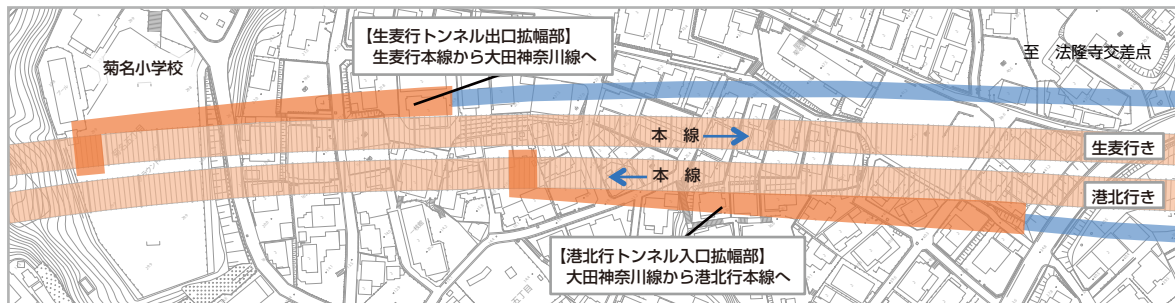 【生麦行トンネル出口拡幅部】
生麦行本線から大田神奈川線へ
菊名小学校
至　法隆寺交差点
本　線
生麦行き
本　線
港北行き
【港北行トンネル入口拡幅部】
大田神奈川線から港北行本線へ